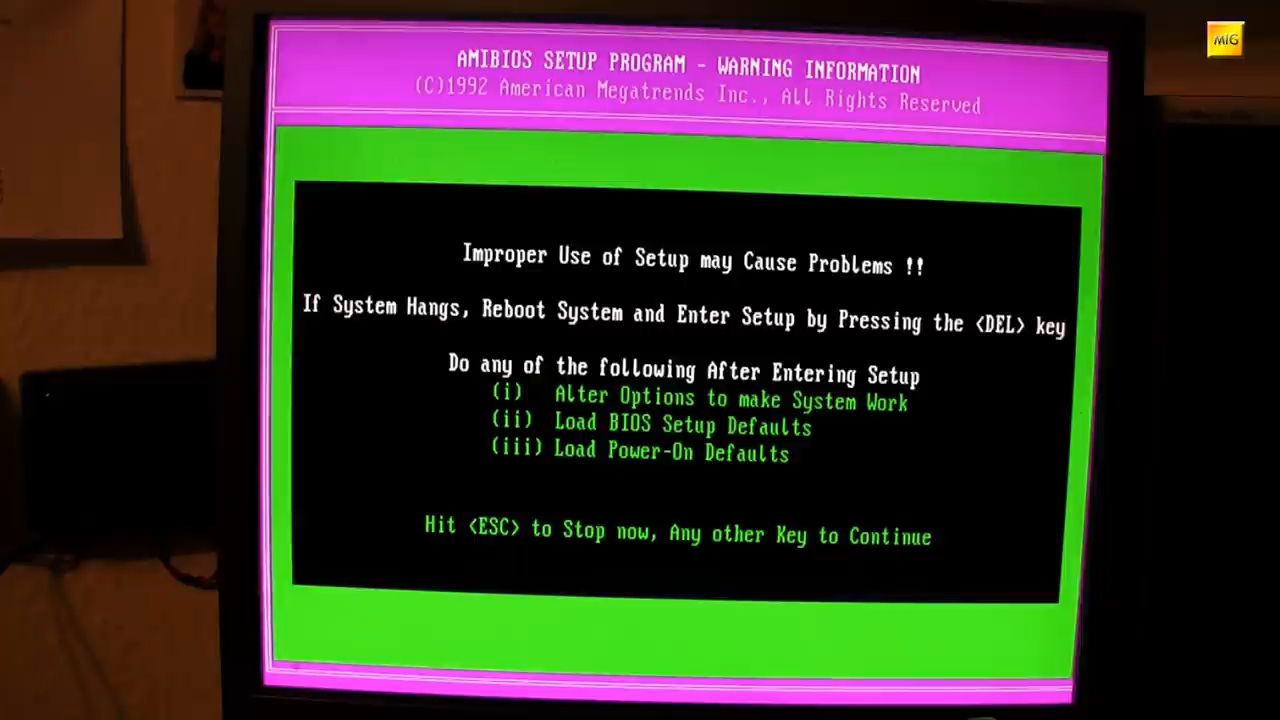 MIG
AMIBIOS SETUP PROGRAM - WARNING INFORMATION
(C)1992 American Megatrends Inc., All Rights Reserved
Improper Use of Setup may Cause Problems !!
If System Hangs, Reboot System and Enter Setup by Pressing the <DEL> key
Do any of the following After Entering Setup
(i) Alter Options to make System Work
(ii) Load BIOS Setup Defaults
(iii) Load Power-On Defaults
Hit <ESC> to Stop now, Any other Key to Continue